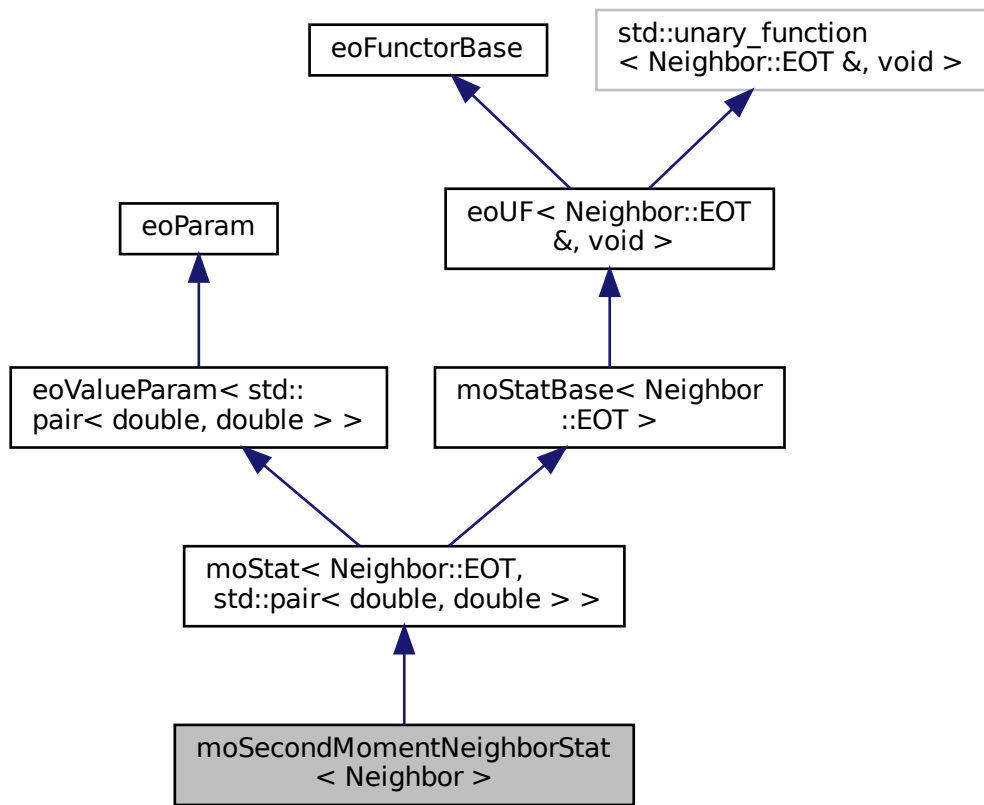 eoFunctorBase
std::unary_function
< Neighbor::EOT &, void >
eoUF< Neighbor::EOT
&, void >
eoParam
eoValueParam< std::
pair< double, double > >
moStatBase< Neighbor
::EOT >
moStat< Neighbor::EOT,
std::pair< double, double > >
moSecondMomentNeighborStat
< Neighbor >